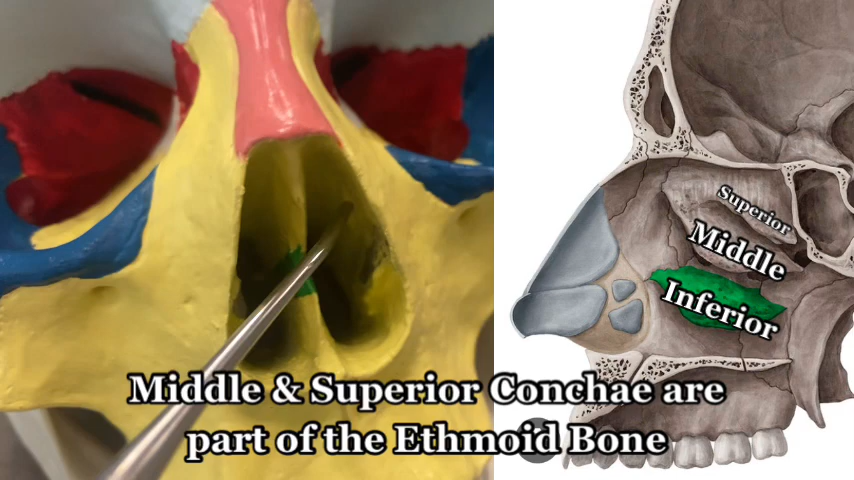 Superior
Middle
Inferior
Middle & Superior Conchae are
part of the Ethmoid Bone